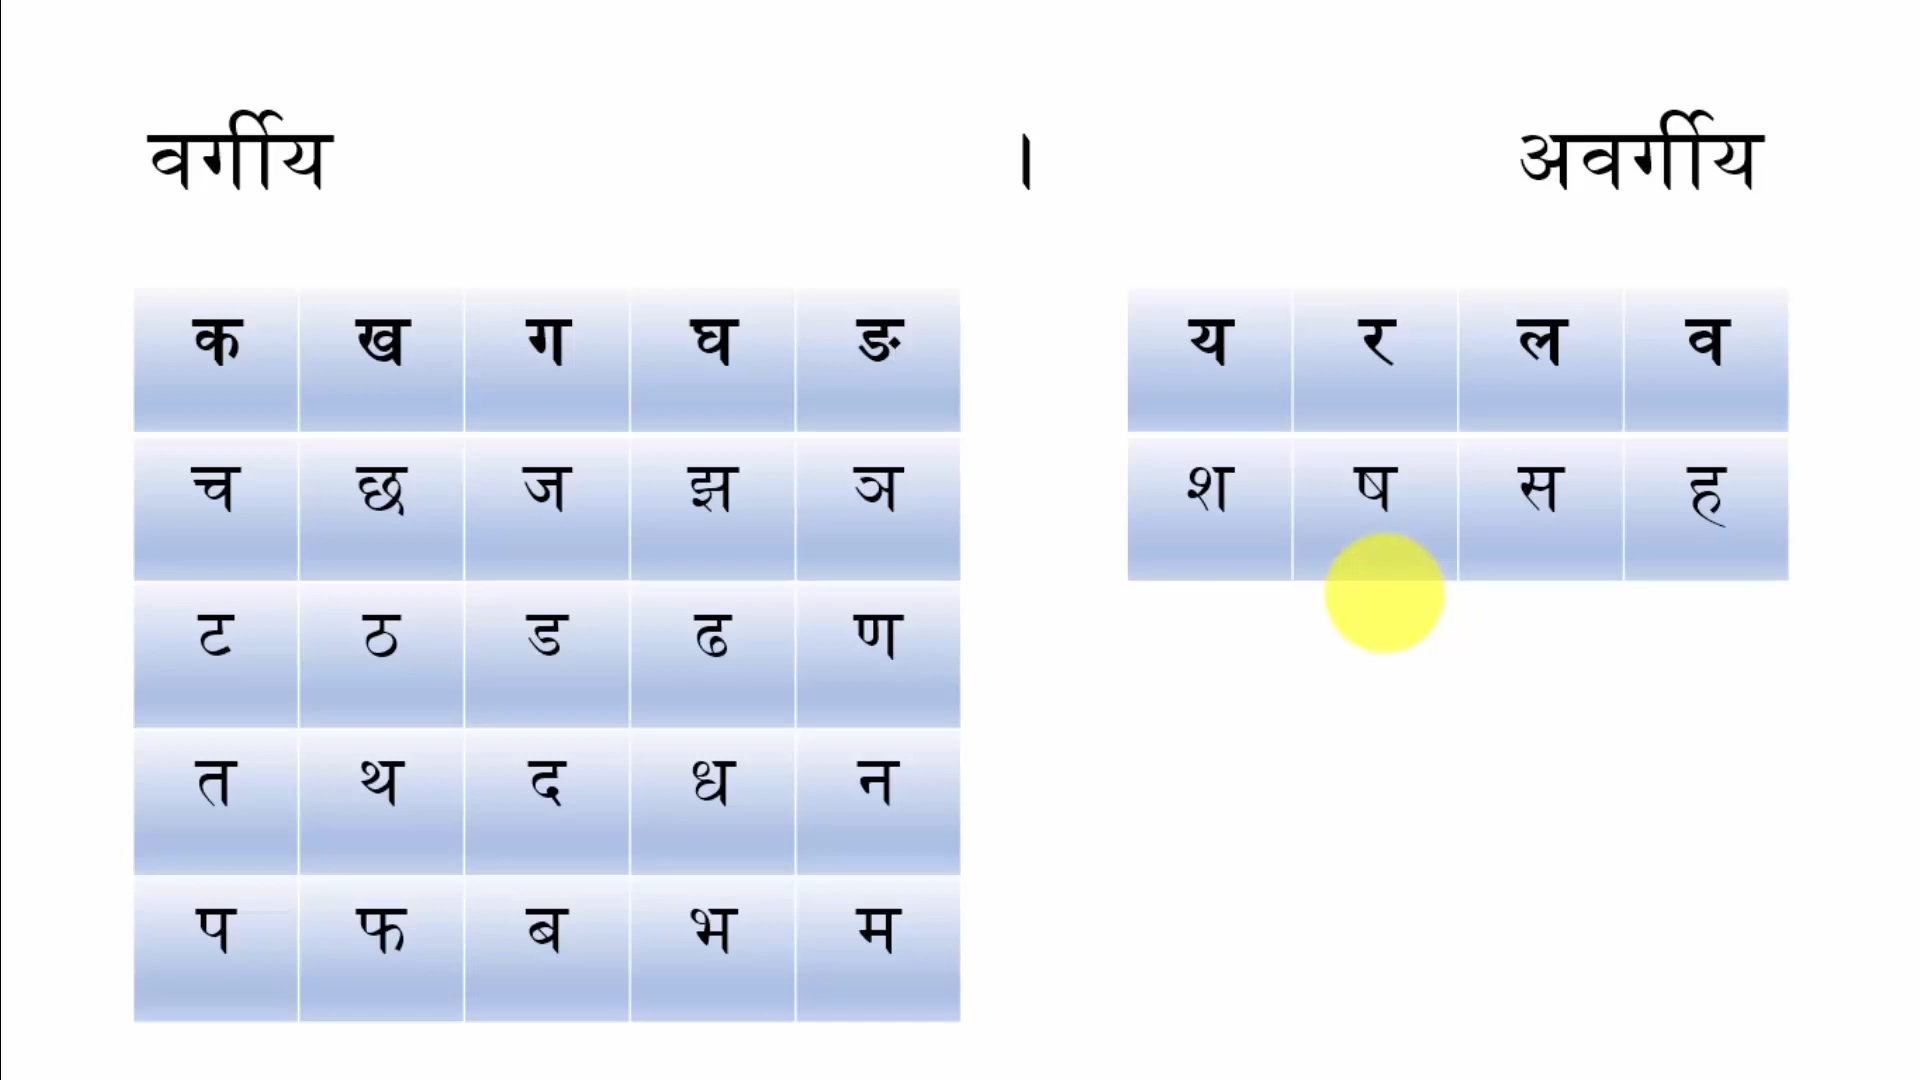 वर्गीय । अवर्गीय
क ख ग घ ङ
च छ ज झ ञ
ट ठ ड ढ ण
त थ द ध न
प फ ब भ म
य र ल व
श ष स ह